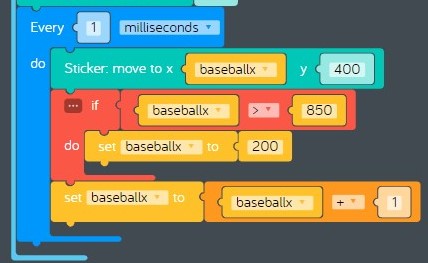 Every 1 milliseconds
do Sticker: move to x baseballx y 400
... if baseballx > 850
do set baseballx to 200
set baseballx to baseballx + 1